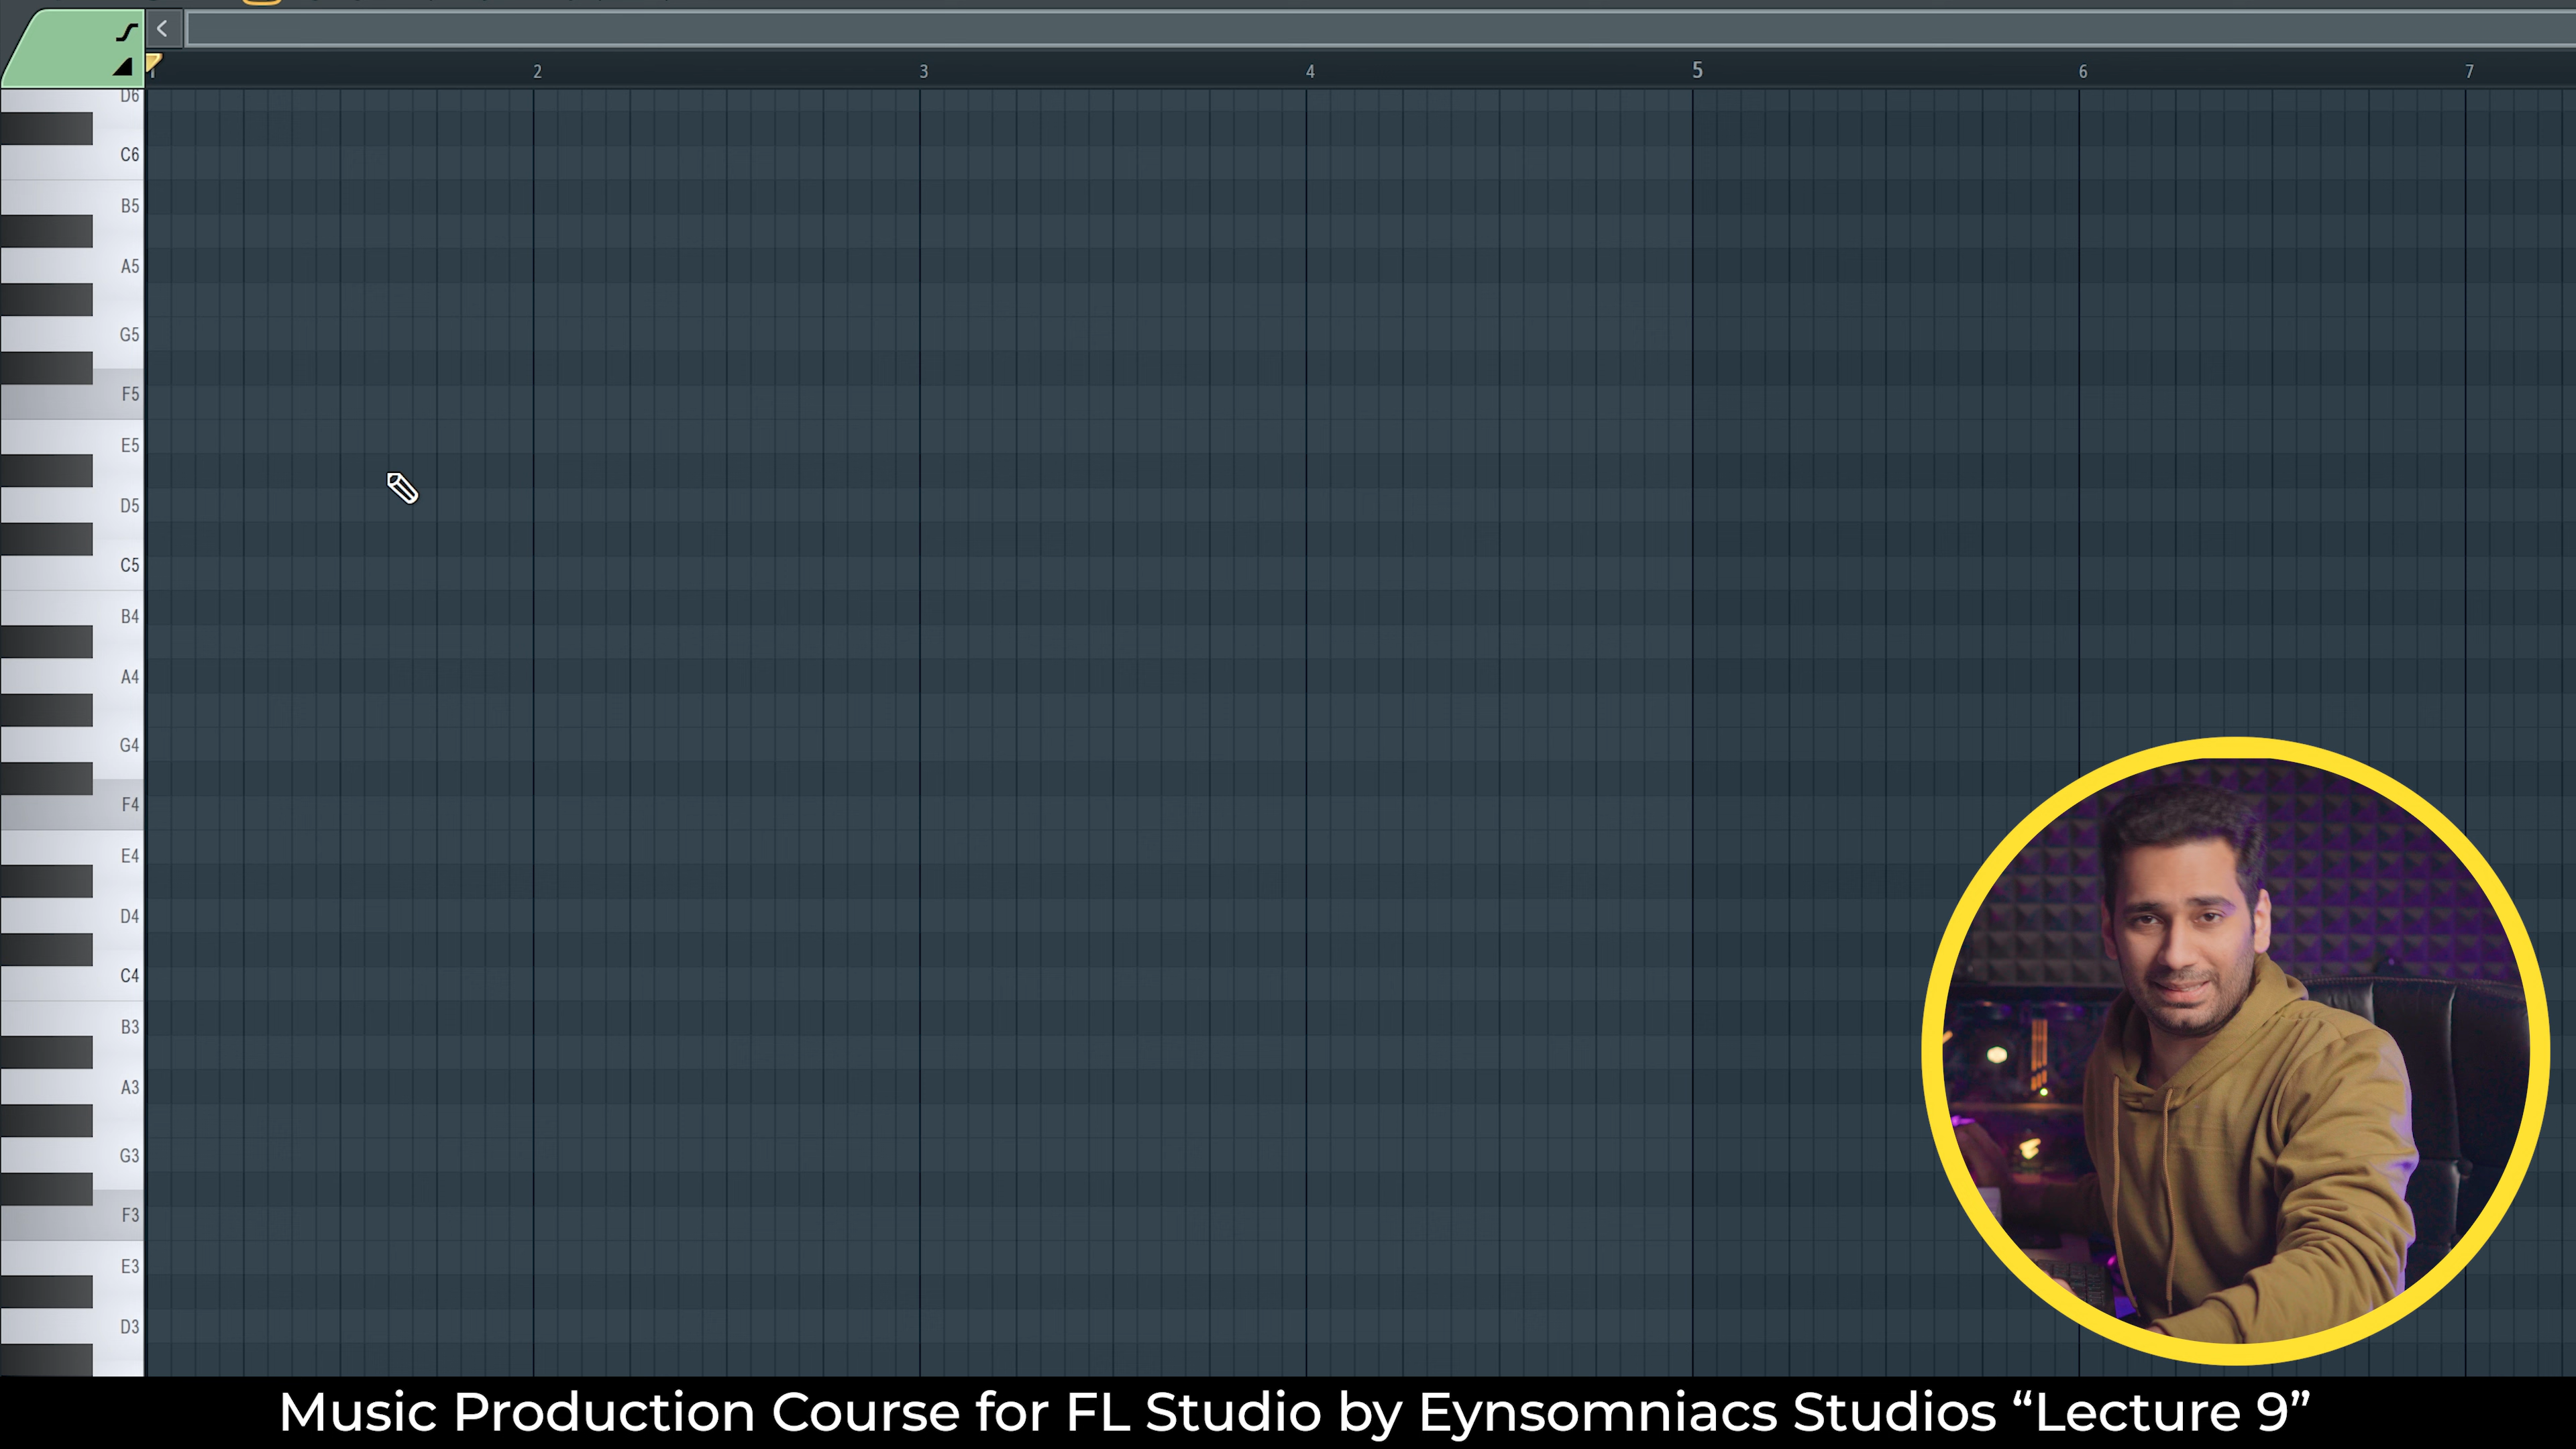 1 2 3 4 5 6 7
D6
C6
B5
A5
G5
F5
E5
D5
C5
B4
A4
G4
F4
E4
D4
C4
B3
A3
G3
F3
E3
D3
Music Production Course for FL Studio by Eynsomniacs Studios “Lecture 9”